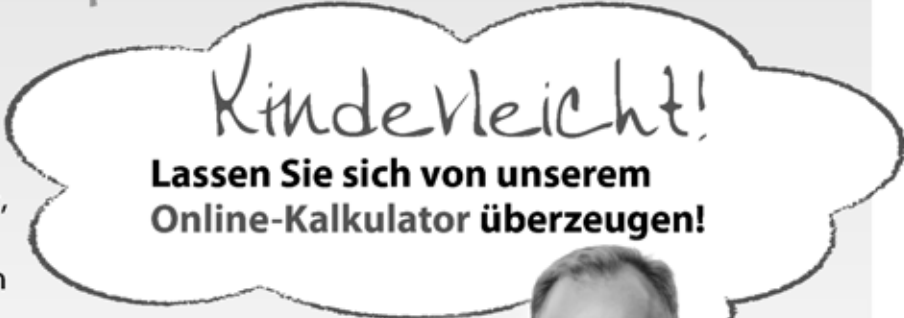 Kinderleicht!
Lassen Sie sich von unserem
Online-Kalkulator überzeugen!